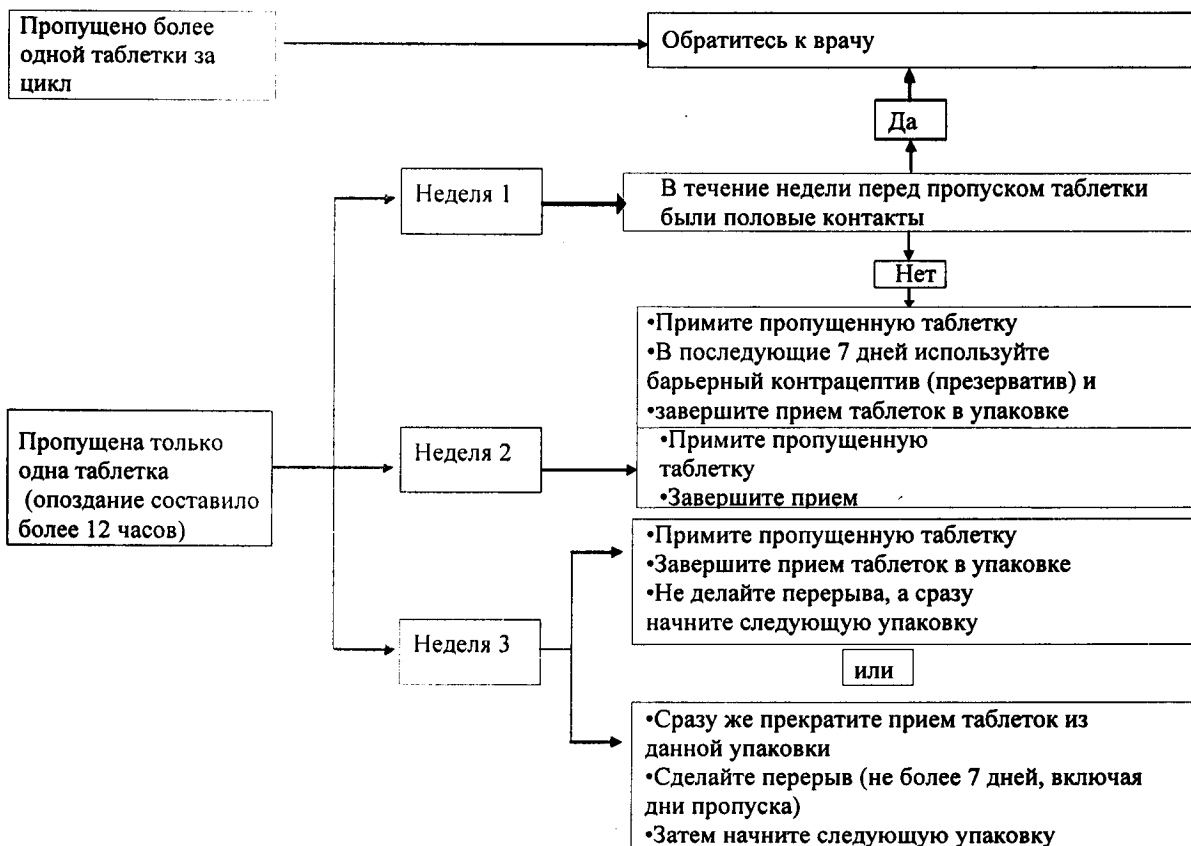 Пропущено более
одной таблетки за
цикл
Обратитесь к врачу
Да
Неделя 1
В течение недели перед пропуском таблетки
были половые контакты
Нет
•Примите пропущенную таблетку
•В последующие 7 дней используйте
барьерный контрацептив (презерватив) и
•завершите прием таблеток в упаковке
Пропущена только
одна таблетка
(опоздание составило
более 12 часов)
Неделя 2
•Примите пропущенную
таблетку
•Завершите прием
•Примите пропущенную таблетку
•Завершите прием таблеток в упаковке
•Не делайте перерыва, а сразу
начните следующую упаковку
Неделя 3
или
•Сразу же прекратите прием таблеток из
данной упаковки
•Сделайте перерыв (не более 7 дней, включая
дни пропуска)
•Затем начните следующую упаковку